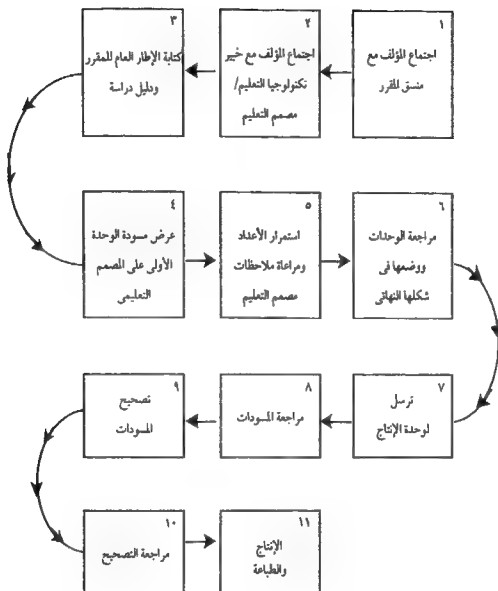 ١
اجتماع المؤلف مع
منسق المقرر
٢
اجتماع المؤلف مع خبير
تكنولوجيا التعليم/
مصمم التعليم
٣
كتابة الإطار العام للمقرر
ودليل دراسة
٤
عرض مسودة الوحدة
الأولى على المصمم
التعليمى
٥
استمرار الأعداد
ومراعاة ملاحظات
مصمم التعليم
٦
مراجعة الوحدات
ووضعها فى
شكلها النهائى
٧
ترسل
لوحدة الإنتاج
٨
مراجعة المسودات
٩
تصحيح
المسودات
١٠
مراجعة التصحيح
١١
الإنتاج
والطباعة